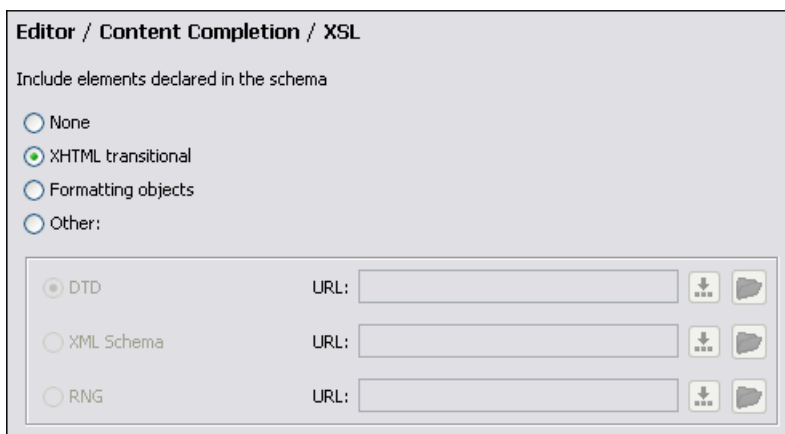 Editor / Content Completion / XSL
Include elements declared in the schema
None
XHTML transitional
Formatting objects
Other:
DTD URL:
XML Schema URL:
RNG URL: